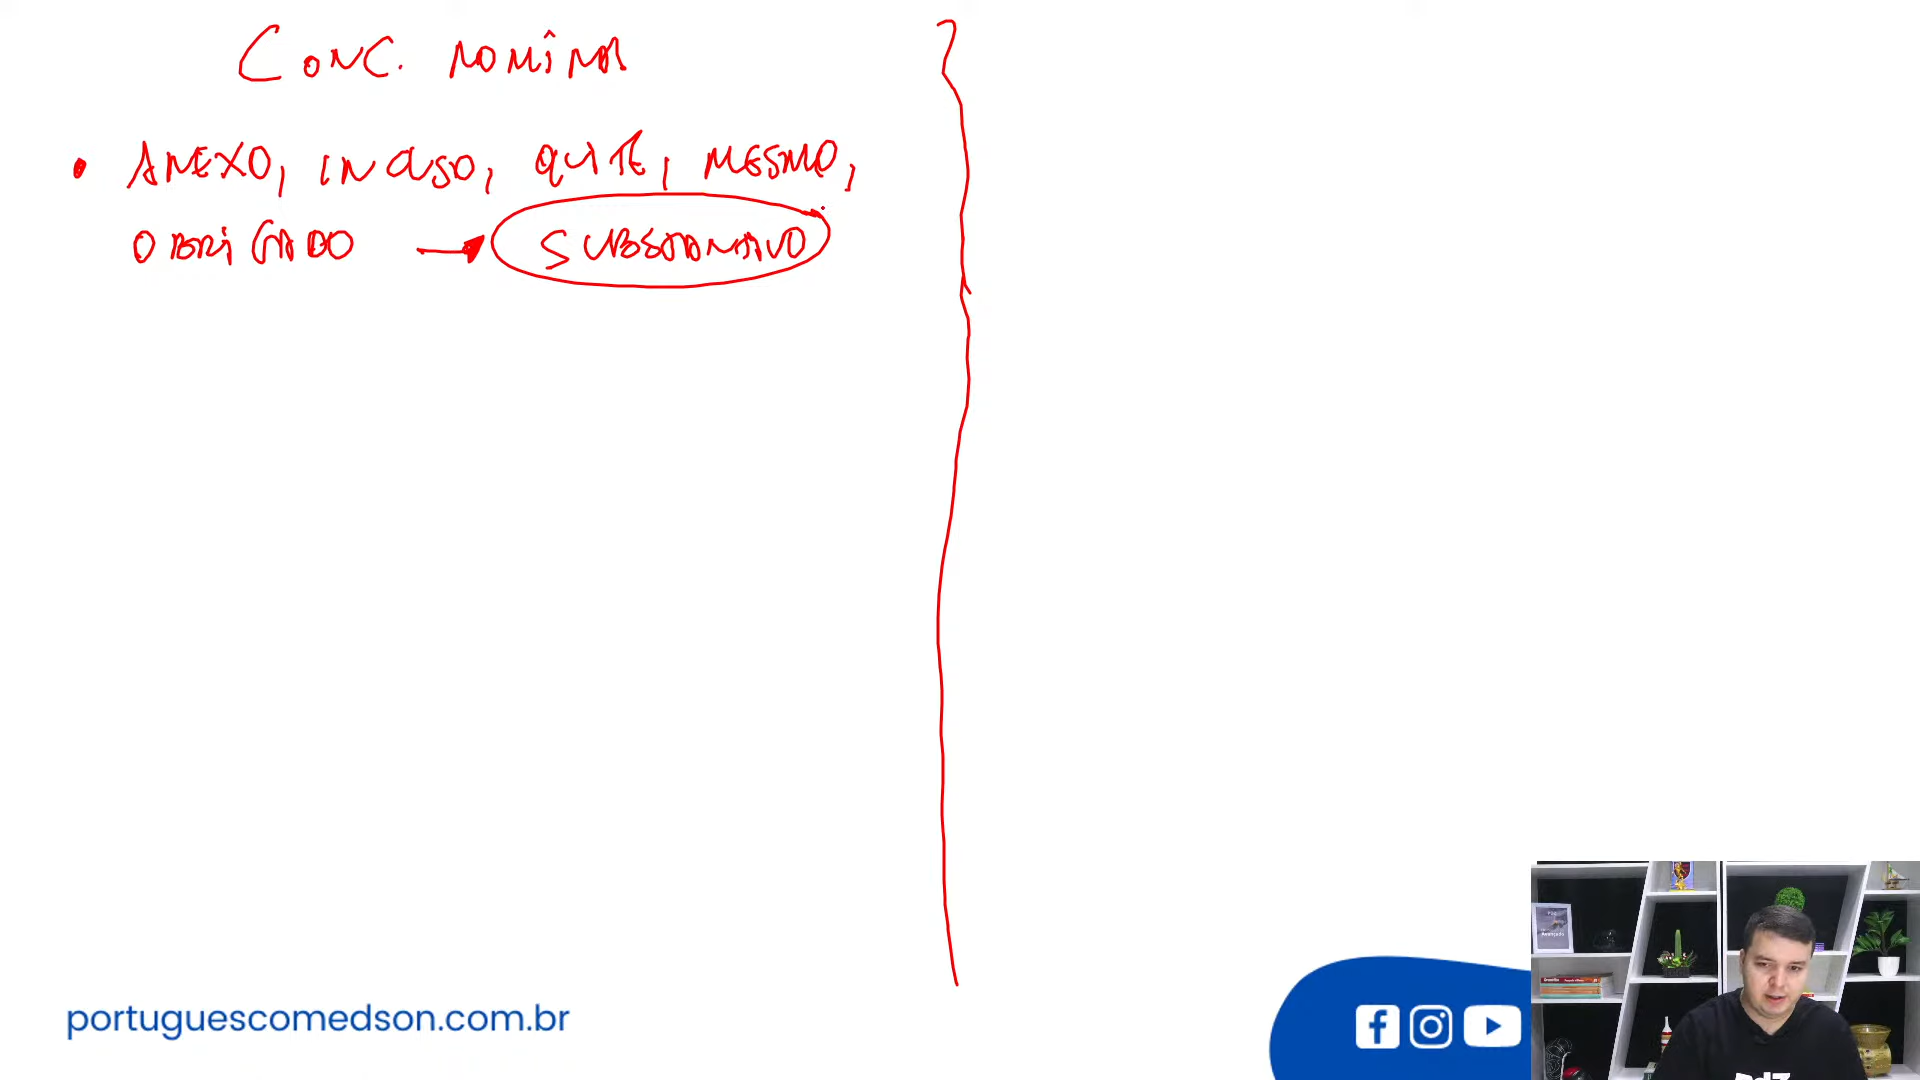 CONC. NOMINAL
• ANEXO, INCLUSO, QUITE, MESMO,
OBRIGADO → SUBSTANTIVO
portuguescomedson.com.br